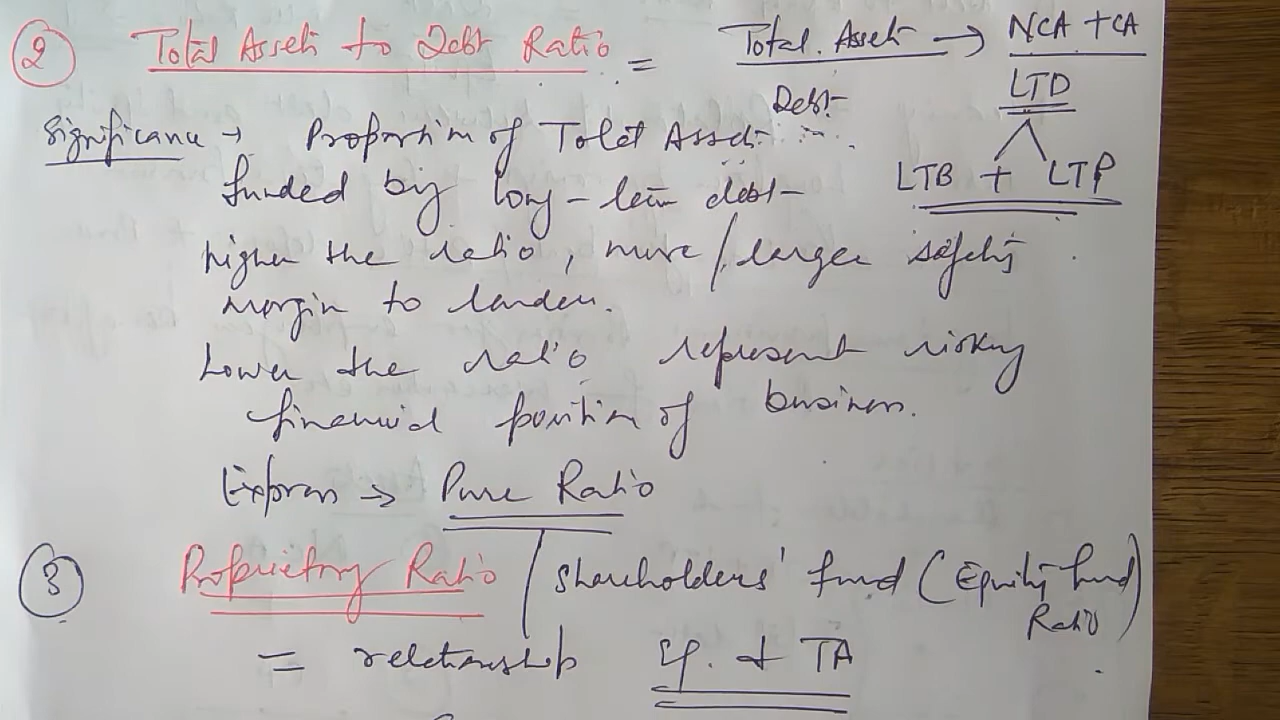 ② Total Assets to Debt Ratio = Total Assets → NCA + CA
Debt LTD
LTB + LTP
Significance → Proportion of Total Assets
funded by long-term debt
higher the ratio, more/larger safety
margin to lender.
Lower the ratio represent risky
financial position of business.
Express → Pure Ratio
③ Proprietary Ratio / Shareholders' fund (Equity fund
Ratio)
= relationship & TA